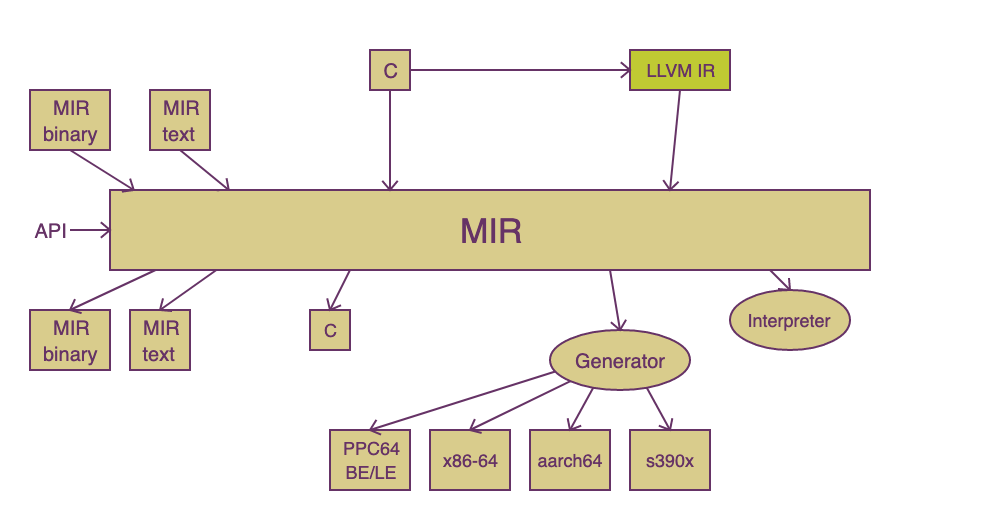 C
LLVM IR
MIR
binary
MIR
text
API
MIR
MIR
binary
MIR
text
C
Interpreter
Generator
PPC64
BE/LE
x86-64
aarch64
s390x